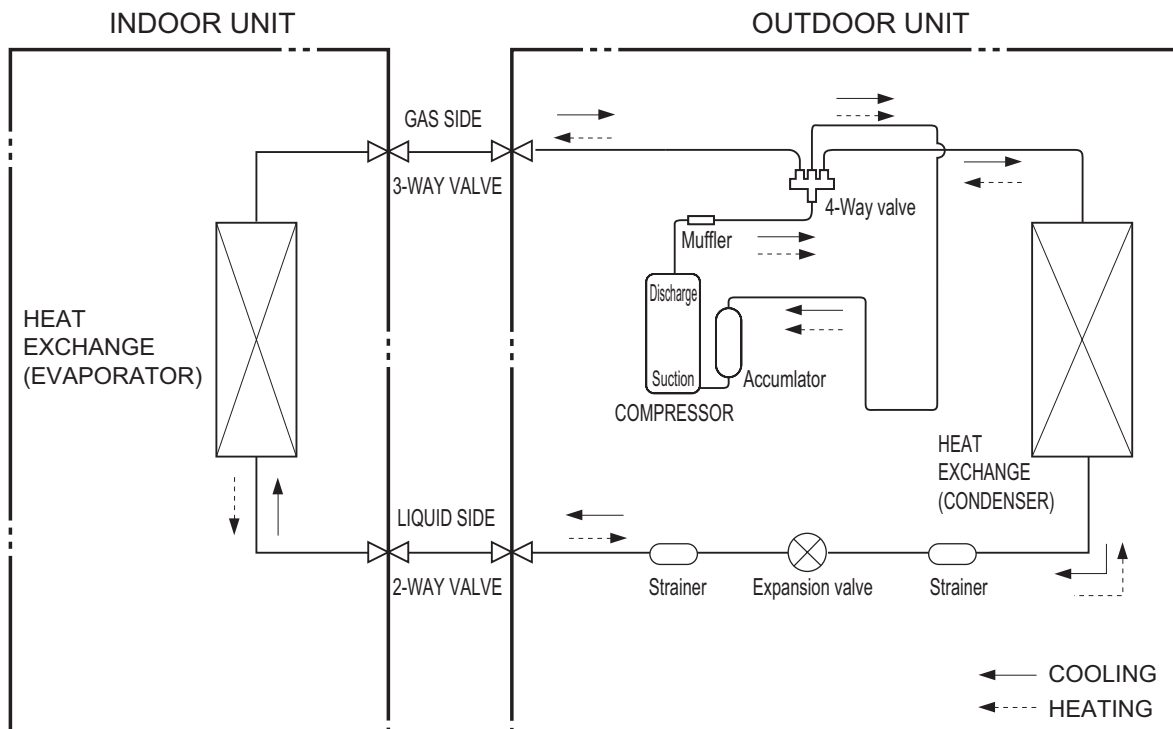 INDOOR UNIT
OUTDOOR UNIT
GAS SIDE
3-WAY VALVE
4-Way valve
Muffler
Discharge
Suction
COMPRESSOR
Accumlator
HEAT
EXCHANGE
(EVAPORATOR)
HEAT
EXCHANGE
(CONDENSER)
LIQUID SIDE
2-WAY VALVE
Strainer
Expansion valve
Strainer
COOLING
HEATING